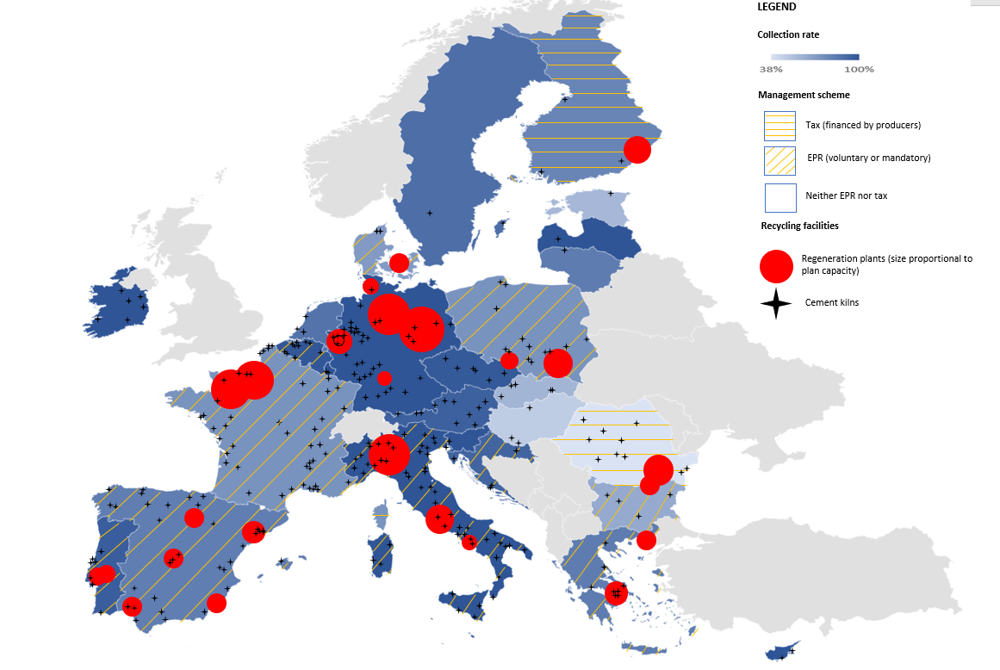 LEGEND
Collection rate
38% 100%
Management scheme
Tax (financed by producers)
EPR (voluntary or mandatory)
Neither EPR nor tax
Recycling facilities
Regeneration plants (size proportional to
plan capacity)
Cement kilns